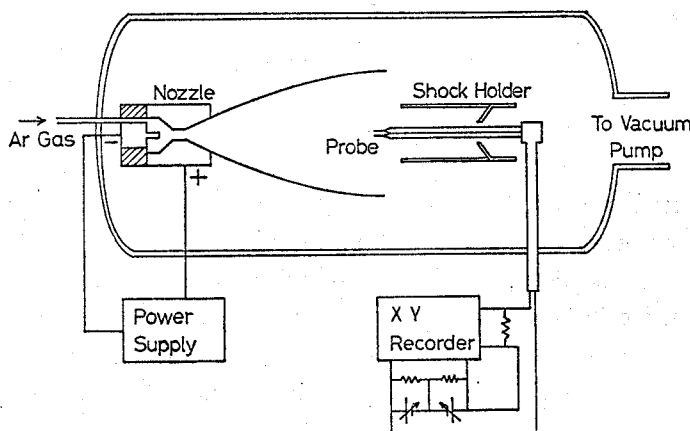 Nozzle
Shock Holder
Ar Gas
−
+
Probe
To Vacuum
Pump
Power
Supply
X Y
Recorder